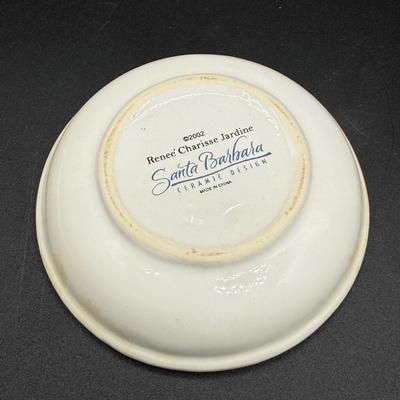 ©2002
Reneé Charisse Jardine
Santa Barbara
CERAMIC DESIGN
MADE IN CHINA